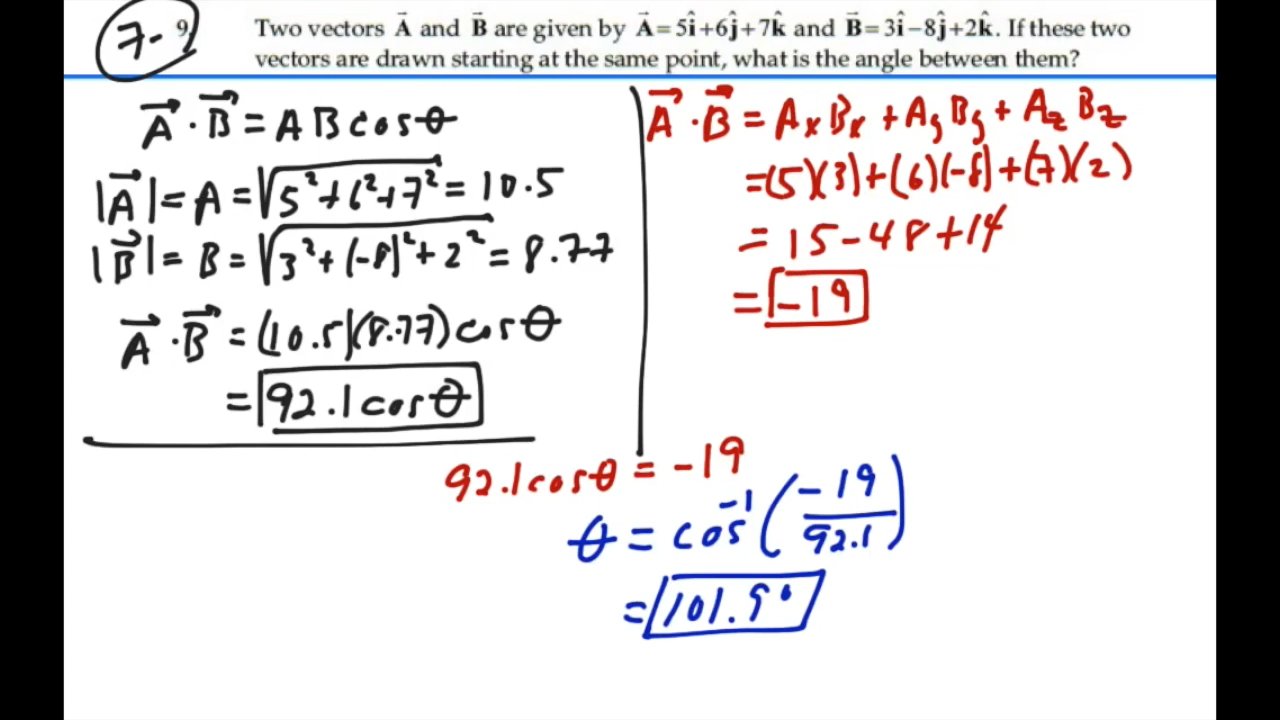 7- 9. Two vectors A⃗ and B⃗ are given by A⃗ = 5î+6ĵ+7k̂ and B⃗ = 3î−8ĵ+2k̂. If these two
vectors are drawn starting at the same point, what is the angle between them?
A⃗ · B⃗ = A B cos θ
|A⃗| = A = √(5² + 6² + 7²) = 10.5
|B⃗| = B = √(3² + (-8)² + 2²) = 8.77
A⃗ · B⃗ = (10.5)(8.77) cos θ
= 92.1 cos θ
A⃗ · B⃗ = AxBx + AyBy + AzBz
= (5)(3) + (6)(-8) + (7)(2)
= 15 - 48 + 14
= -19
92.1 cos θ = -19
θ = cos⁻¹(-19/92.1)
= 101.9°